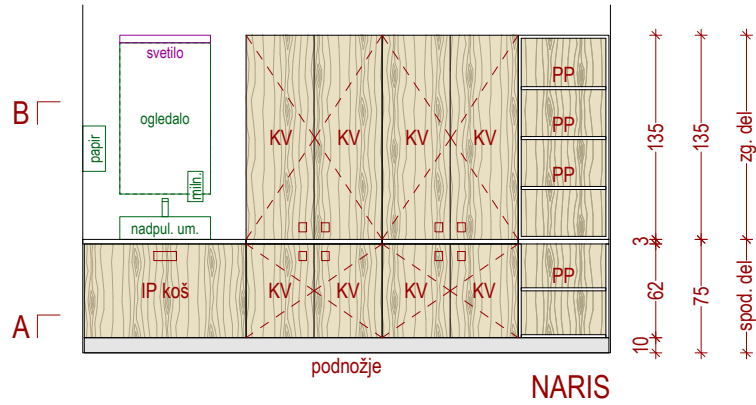 svetilo
ogledalo
B
papir
miln.
nadpul. um.
KV KV KV KV
PP
PP
PP
PP
IP koš
KV KV KV KV
A
podnožje
135
3
62
10
135
75
zg. del
spod. del
NARIS